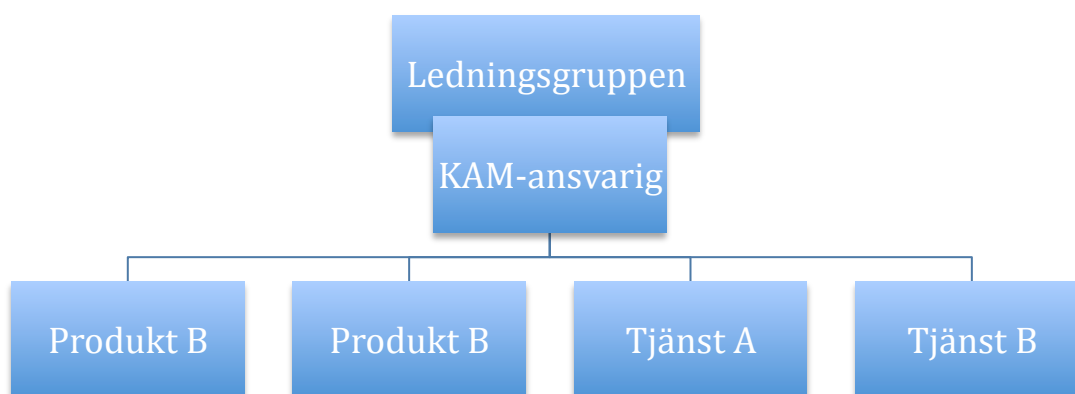 Ledningsgruppen
KAM-ansvarig
Produkt B
Produkt B
Tjänst A
Tjänst B